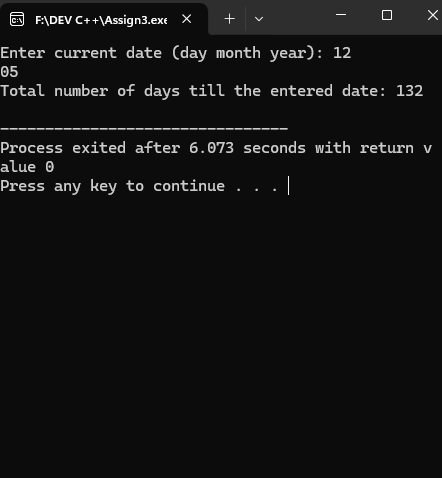 F:\DEV C++\Assign3.exe
Enter current date (day month year): 12
05
Total number of days till the entered date: 132
--------------------------------
Process exited after 6.073 seconds with return v
alue 0
Press any key to continue . . .